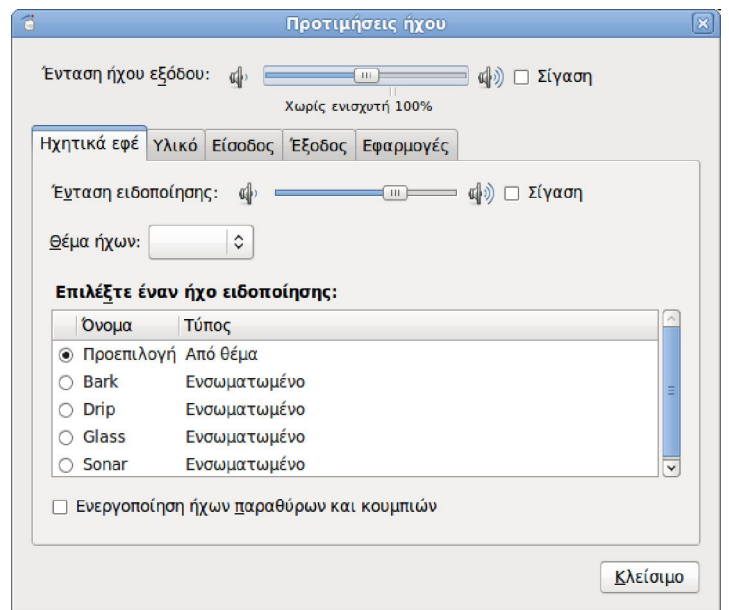 Προτιμήσεις ήχου
Ένταση ήχου εξόδου: Σίγαση
Χωρίς ενισχυτή 100%
Ηχητικά εφέ Υλικό Είσοδος Έξοδος Εφαρμογές
Ένταση ειδοποίησης: Σίγαση
Θέμα ήχων:
Επιλέξτε έναν ήχο ειδοποίησης:
Όνομα Τύπος
Προεπιλογή Από θέμα
Bark Ενσωματωμένο
Drip Ενσωματωμένο
Glass Ενσωματωμένο
Sonar Ενσωματωμένο
Ενεργοποίηση ήχων παραθύρων και κουμπιών
Κλείσιμο